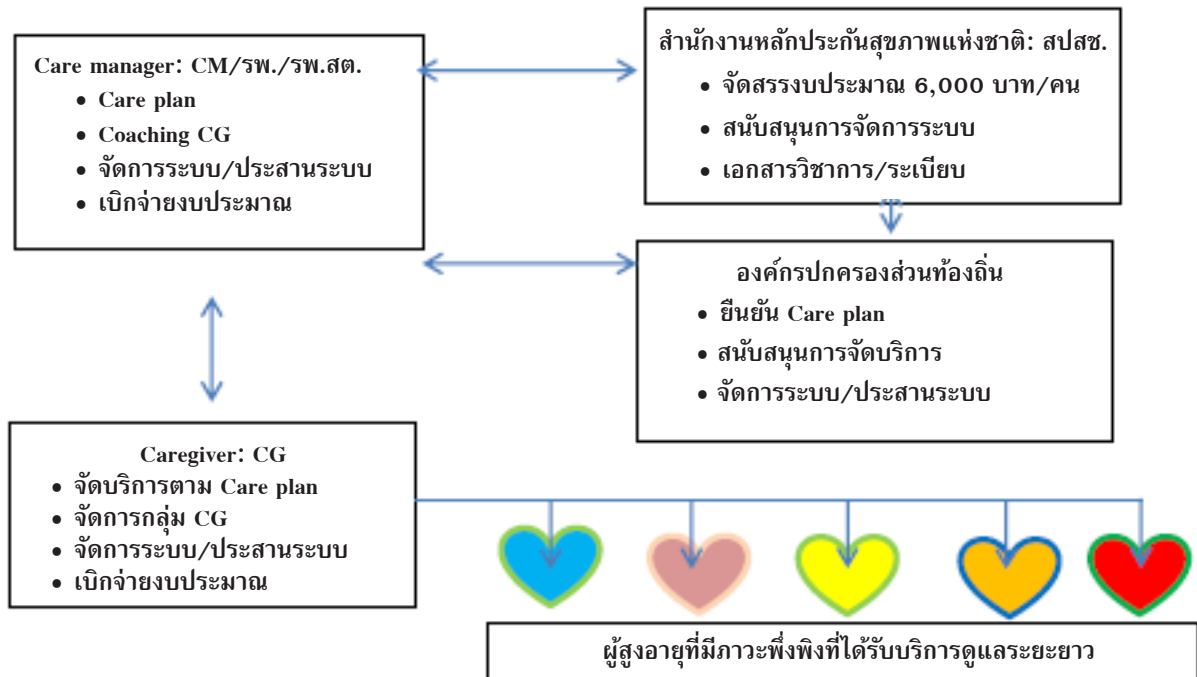 Care manager: CM/รพ./รพ.สต.
• Care plan
• Coaching CG
• จัดการระบบ/ประสานระบบ
• เบิกจ่ายงบประมาณ
สำนักงานหลักประกันสุขภาพแห่งชาติ: สปสช.
• จัดสรรงบประมาณ 6,000 บาท/คน
• สนับสนุนการจัดการระบบ
• เอกสารวิชาการ/ระเบียบ
องค์กรปกครองส่วนท้องถิ่น
• ยืนยัน Care plan
• สนับสนุนการจัดบริการ
• จัดการระบบ/ประสานระบบ
Caregiver: CG
• จัดบริการตาม Care plan
• จัดการกลุ่ม CG
• จัดการระบบ/ประสานระบบ
• เบิกจ่ายงบประมาณ
ผู้สูงอายุที่มีภาวะพึ่งพิงที่ได้รับบริการดูแลระยะยาว